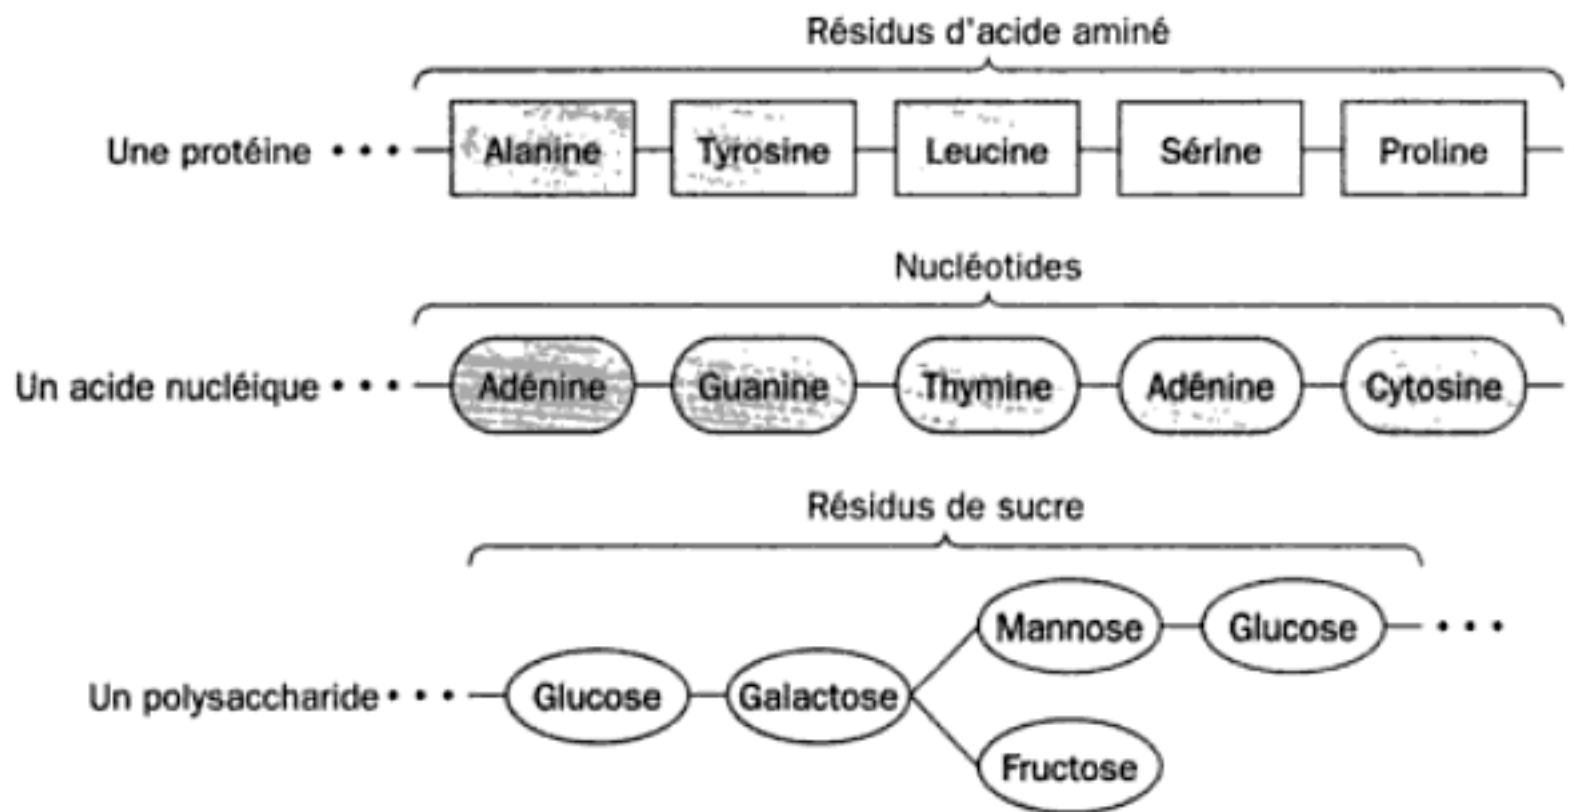 Résidus d'acide aminé
Une protéine • • • Alanine Tyrosine Leucine Sérine Proline
Nucléotides
Un acide nucléique • • • Adénine Guanine Thymine Adénine Cytosine
Résidus de sucre
Mannose Glucose • • •
Un polysaccharide • • • Glucose Galactose
Fructose